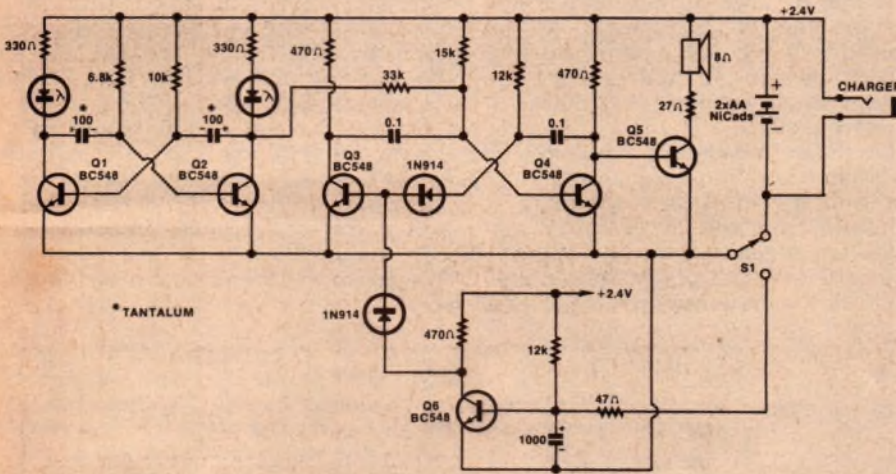 +2.4V
330Ω
6.8k
10k
330Ω
470Ω
15k
12k
470Ω
8Ω
33k
27Ω
+
2xAA
NiCads
−
CHARGER
λ
λ
*
100
+ −
*
100
− +
0.1
0.1
Q1
BC548
Q2
BC548
Q3
BC548
1N914
Q4
BC548
Q5
BC548
S1
* TANTALUM
1N914
470Ω
+2.4V
12k
47Ω
Q6
BC548
1000
+
−